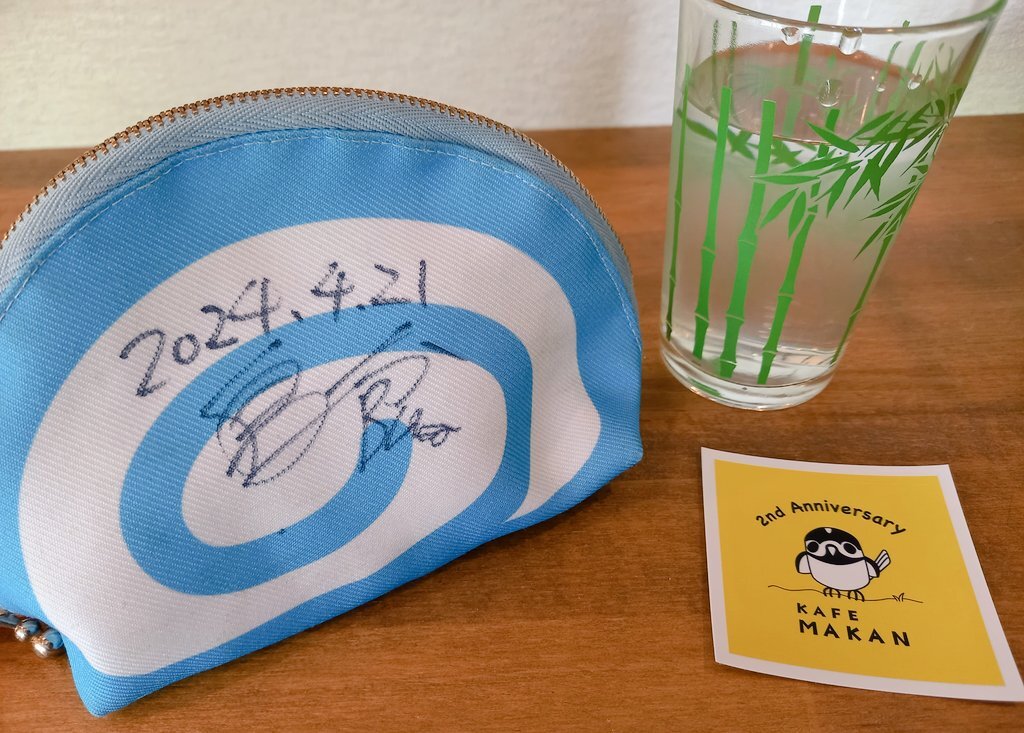 2024.4.21
2nd Anniversary
KAFE
MAKAN